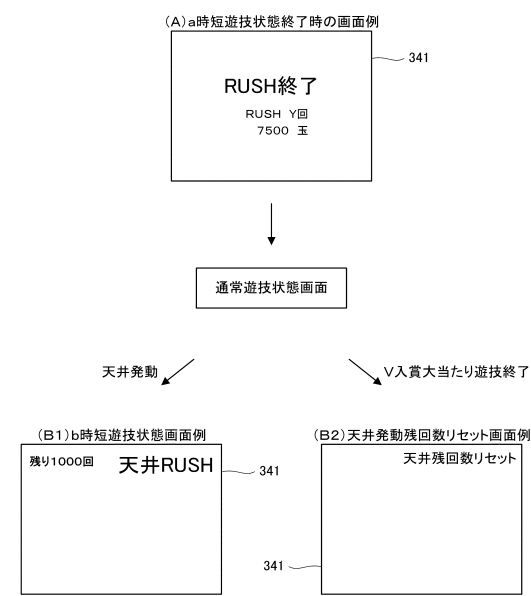 (A)a時短遊技状態終了時の画面例
341
RUSH終了
RUSH Y回
7500 玉
通常遊技状態画面
天井発動
V入賞大当たり遊技終了
(B1)b時短遊技状態画面例
(B2)天井発動残回数リセット画面例
残り1000回
天井RUSH
341
天井残回数リセット
341